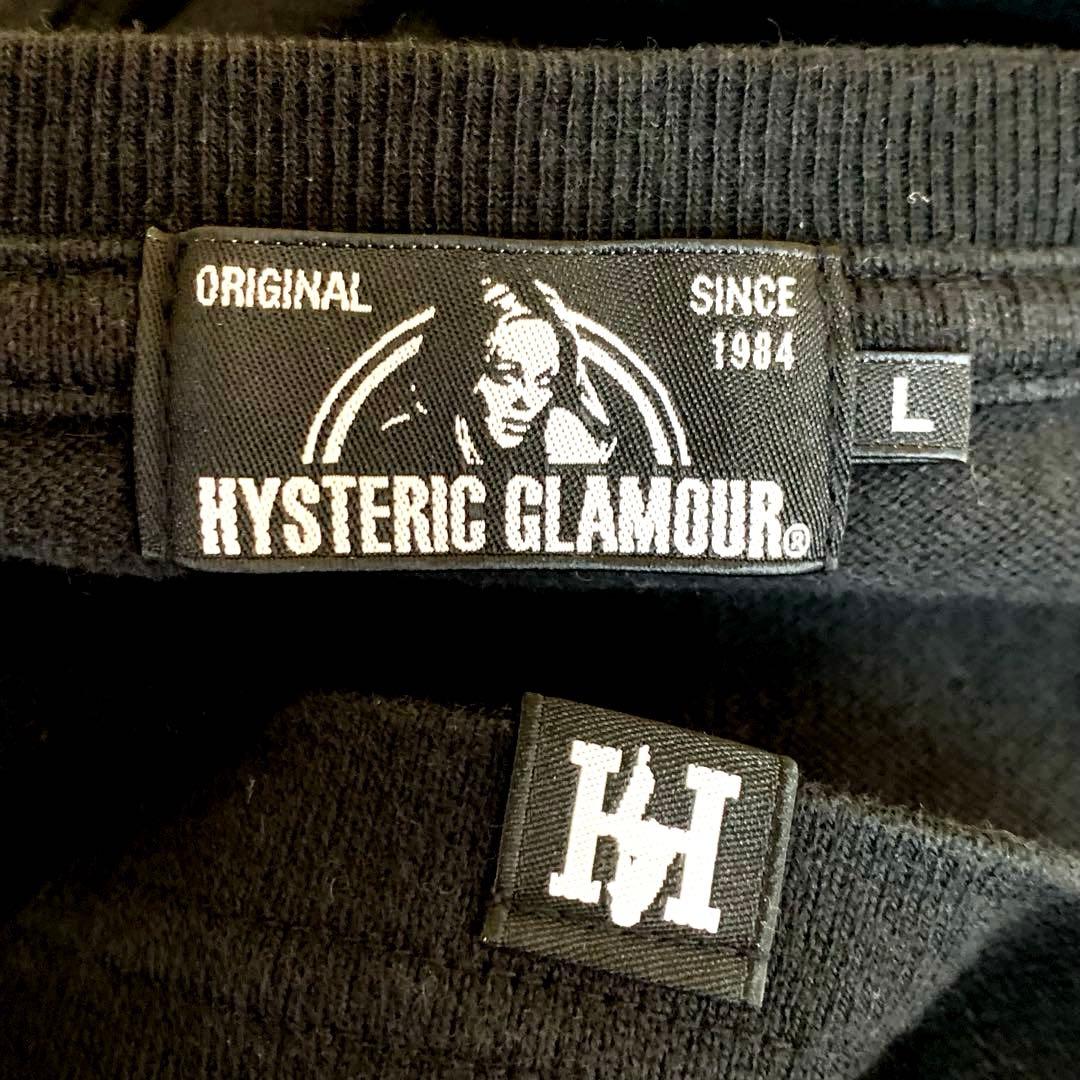 ORIGINAL
SINCE
1984
HYSTERIC GLAMOUR®
L
H